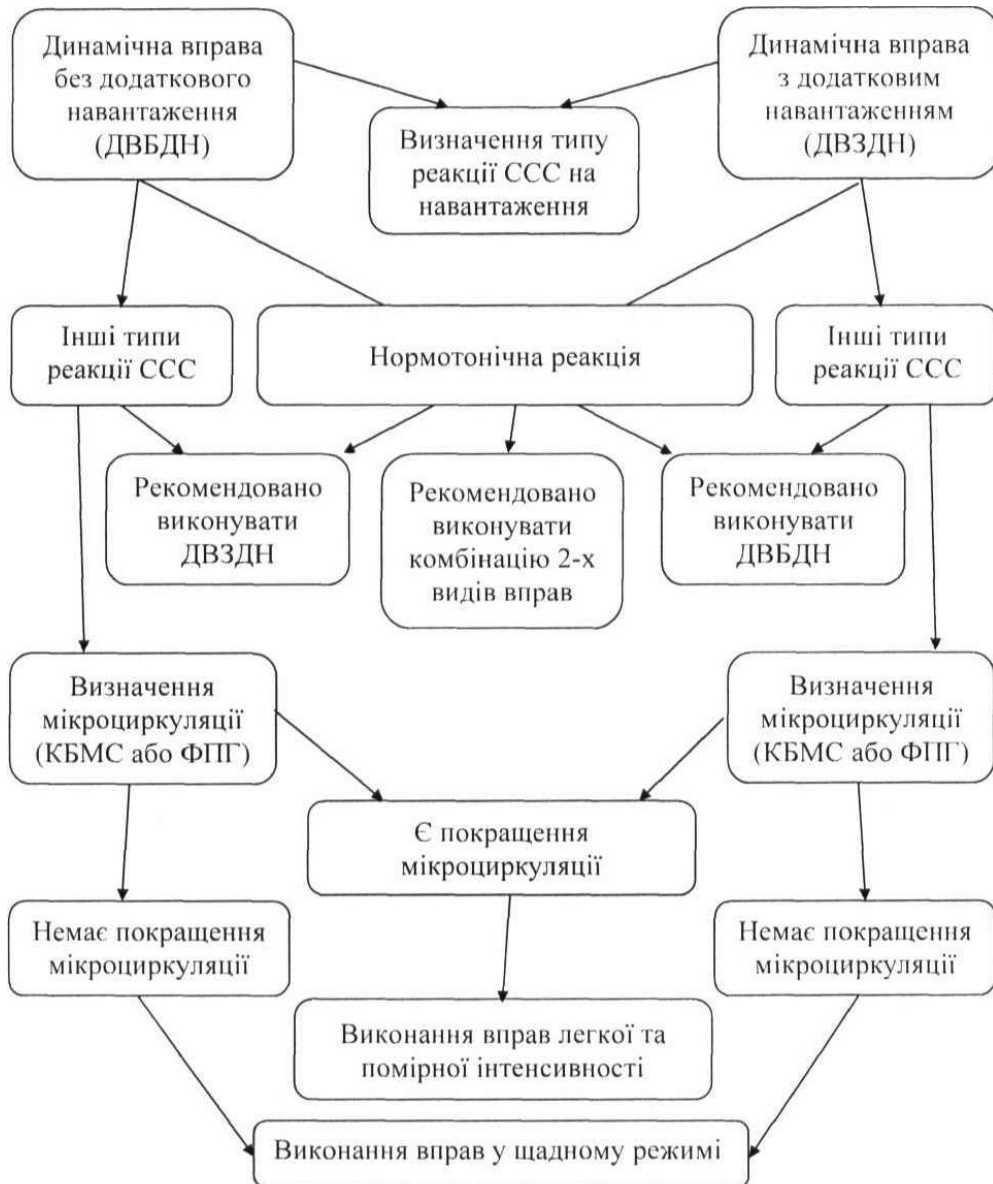 Динамічна вправа
без додаткового
навантаження
(ДВБДН)
Визначення типу
реакції ССС на
навантаження
Динамічна вправа
з додатковим
навантаженням
(ДВЗДН)
Інші типи
реакції ССС
Нормотонічна реакція
Інші типи
реакції ССС
Рекомендовано
виконувати
ДВЗДН
Рекомендовано
виконувати
комбінацію 2-х
видів вправ
Рекомендовано
виконувати
ДВБДН
Визначення
мікроциркуляції
(КБМС або ФПГ)
Визначення
мікроциркуляції
(КБМС або ФПГ)
Є покращення
мікроциркуляції
Немає покращення
мікроциркуляції
Немає покращення
мікроциркуляції
Виконання вправ легкої та
помірної інтенсивності
Виконання вправ у щадному режимі